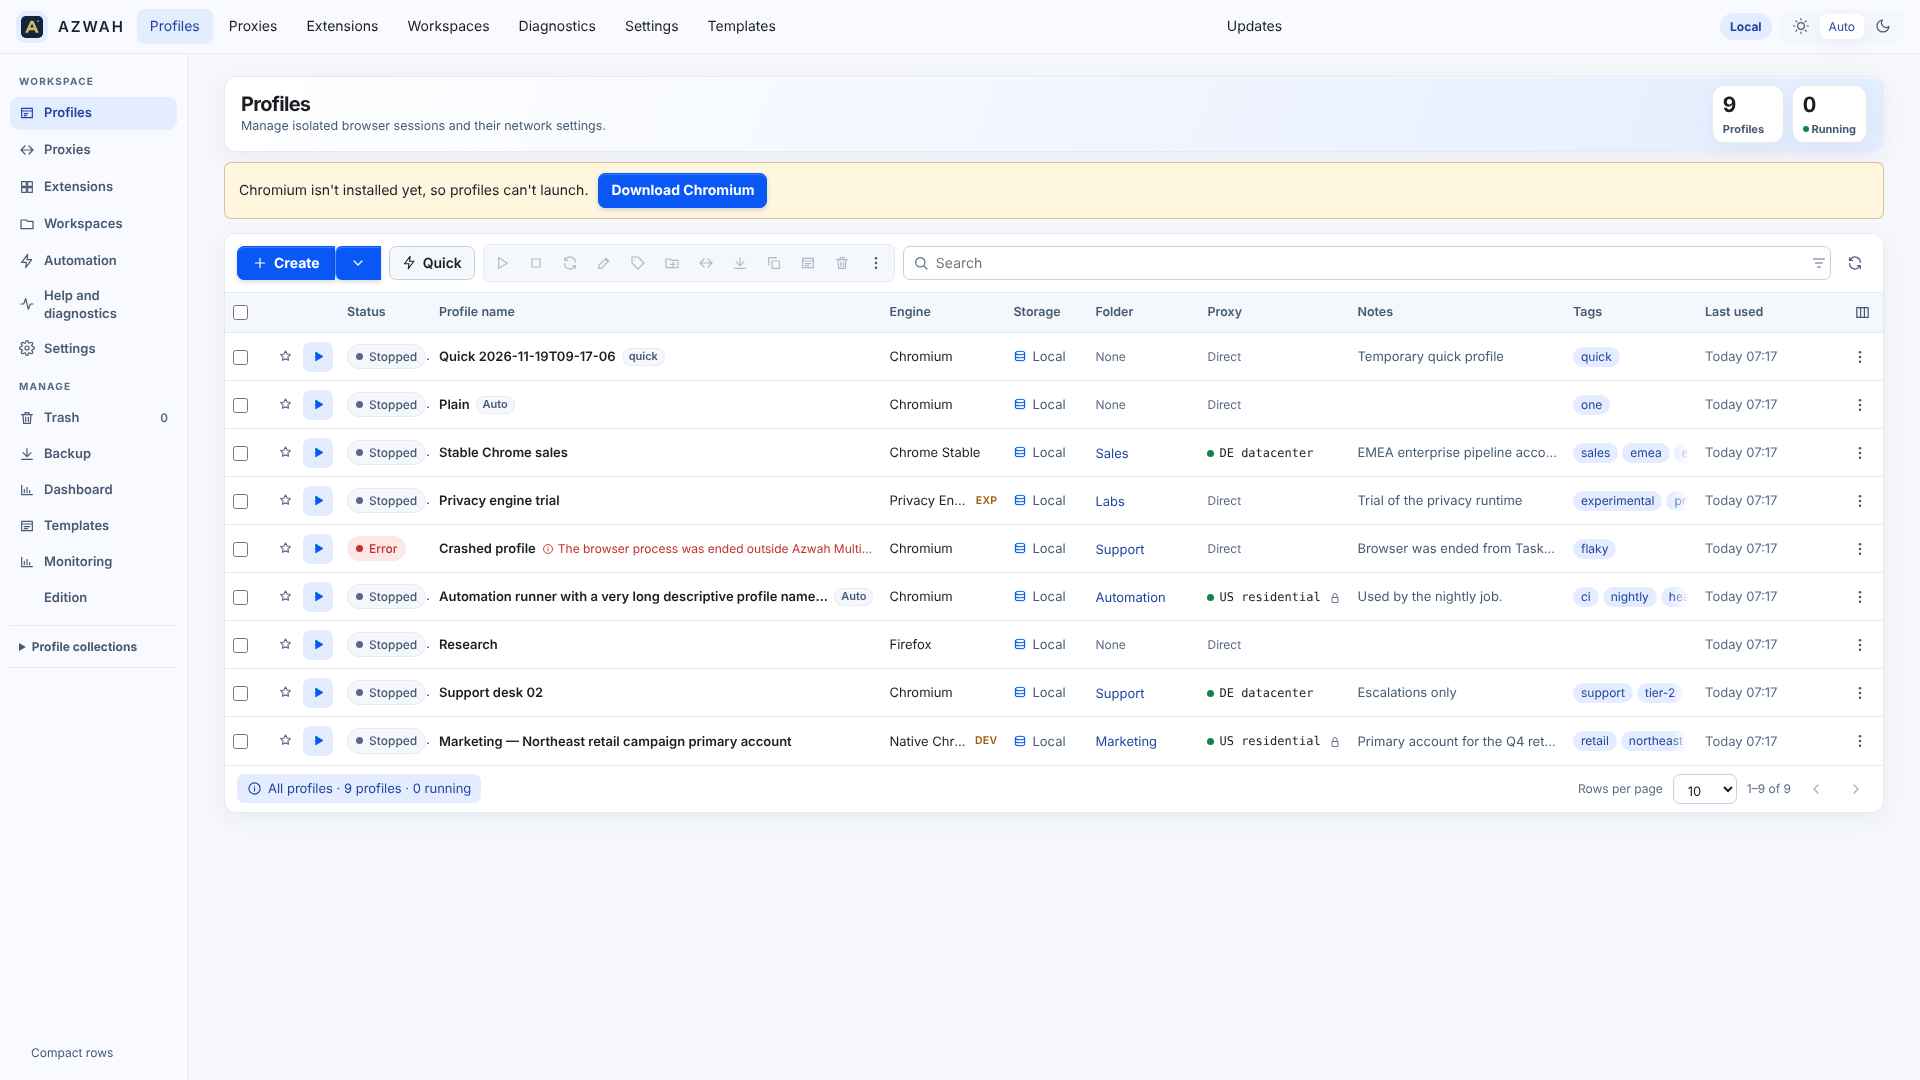 AZWAH Profiles Proxies Extensions Workspaces Diagnostics Settings Templates Updates Local Auto
WORKSPACE
Profiles
Proxies
Extensions
Workspaces
Automation
Help and
diagnostics
Settings
MANAGE
Trash 0
Backup
Dashboard
Templates
Monitoring
Edition
Profile collections
Compact rows
Profiles
Manage isolated browser sessions and their network settings.
9
Profiles
0
Running
Chromium isn't installed yet, so profiles can't launch. Download Chromium
Create Quick Search
Status Profile name Engine Storage Folder Proxy Notes Tags Last used
Stopped Quick 2026-11-19T09-17-06 quick Chromium Local None Direct Temporary quick profile quick Today 07:17
Stopped Plain Auto Chromium Local None Direct one Today 07:17
Stopped Stable Chrome sales Chrome Stable Local Sales DE datacenter EMEA enterprise pipeline acco... sales emea Today 07:17
Stopped Privacy engine trial Privacy En... EXP Local Labs Direct Trial of the privacy runtime experimental Today 07:17
Error Crashed profile The browser process was ended outside Azwah Multi... Chromium Local Support Direct Browser was ended from Task... flaky Today 07:17
Stopped Automation runner with a very long descriptive profile name... Auto Chromium Local Automation US residential Used by the nightly job. ci nightly Today 07:17
Stopped Research Firefox Local None Direct Today 07:17
Stopped Support desk 02 Chromium Local Support DE datacenter Escalations only support tier-2 Today 07:17
Stopped Marketing — Northeast retail campaign primary account Native Chr... DEV Local Marketing US residential Primary account for the Q4 ret... retail northeast Today 07:17
All profiles · 9 profiles · 0 running Rows per page 10 1–9 of 9